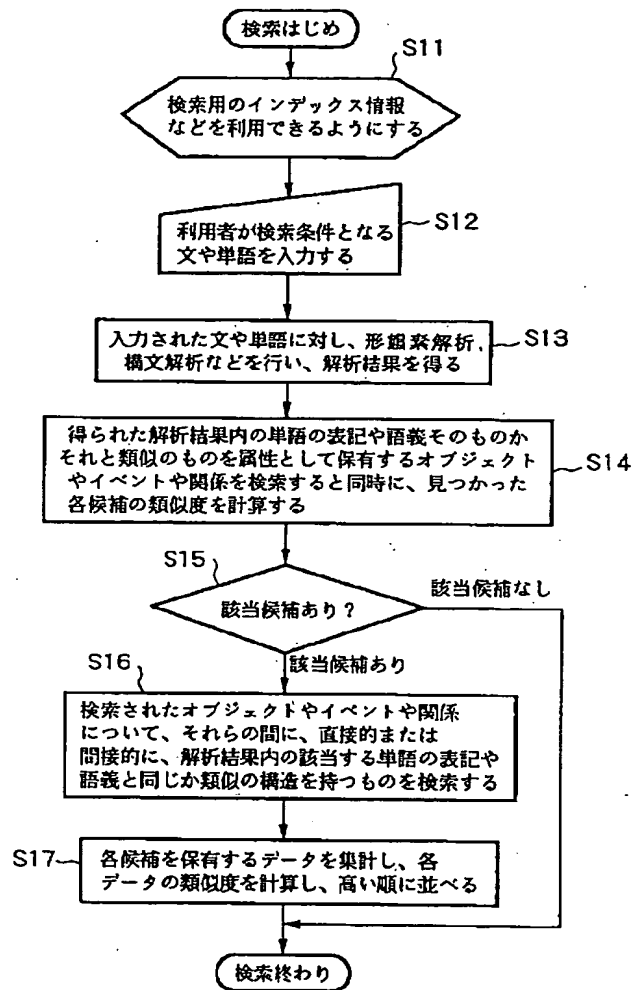 検索はじめ
S11
検索用のインデックス情報
などを利用できるようにする
S12
利用者が検索条件となる
文や単語を入力する
入力された文や単語に対し、形態素解析、
構文解析などを行い、解析結果を得る
S13
得られた解析結果内の単語の表記や語義そのものか
それと類似のものを属性として保有するオブジェクト
やイベントや関係を検索すると同時に、見つかった
各候補の類似度を計算する
S14
S15
該当候補あり?
該当候補なし
該当候補あり
S16
検索されたオブジェクトやイベントや関係
について、それらの間に、直接的または
間接的に、解析結果内の該当する単語の表記や
語義と同じか類似の構造を持つものを検索する
S17
各候補を保有するデータを集計し、各
データの類似度を計算し、高い順に並べる
検索終わり